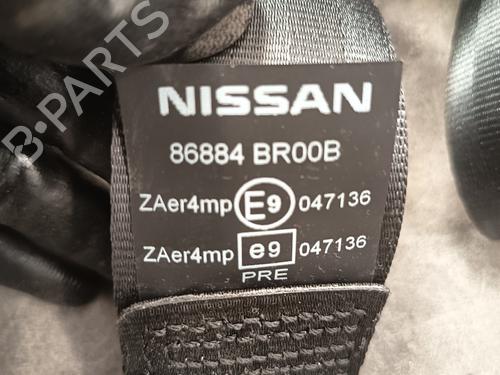 B-PARTS
NISSAN
86884 BR00B
ZAer4mp E9 047136
ZAer4mp e9 047136
PRE